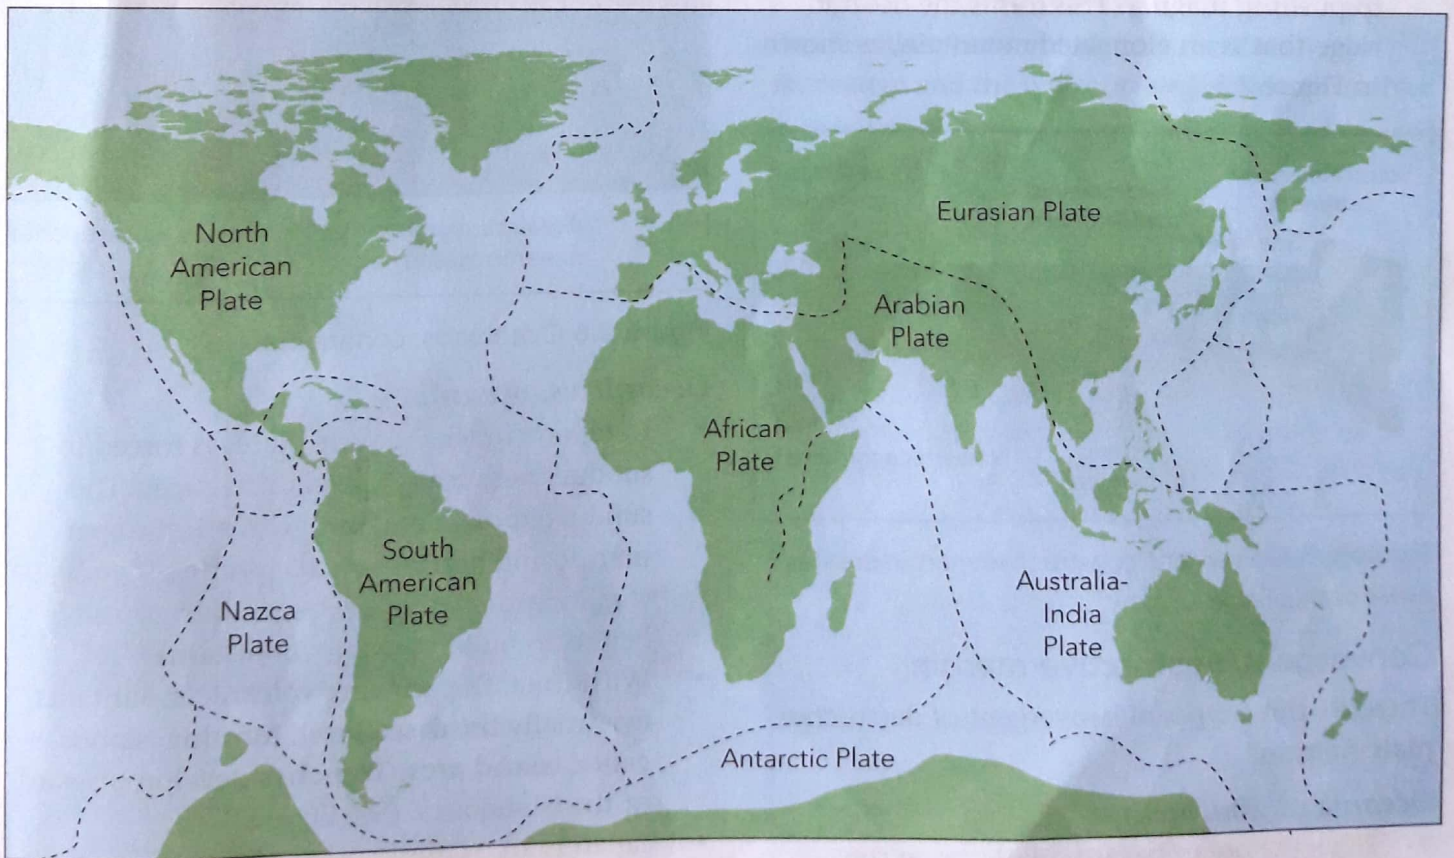 North
American
Plate
Eurasian Plate
Arabian
Plate
African
Plate
South
American
Plate
Nazca
Plate
Australia-
India
Plate
Antarctic Plate